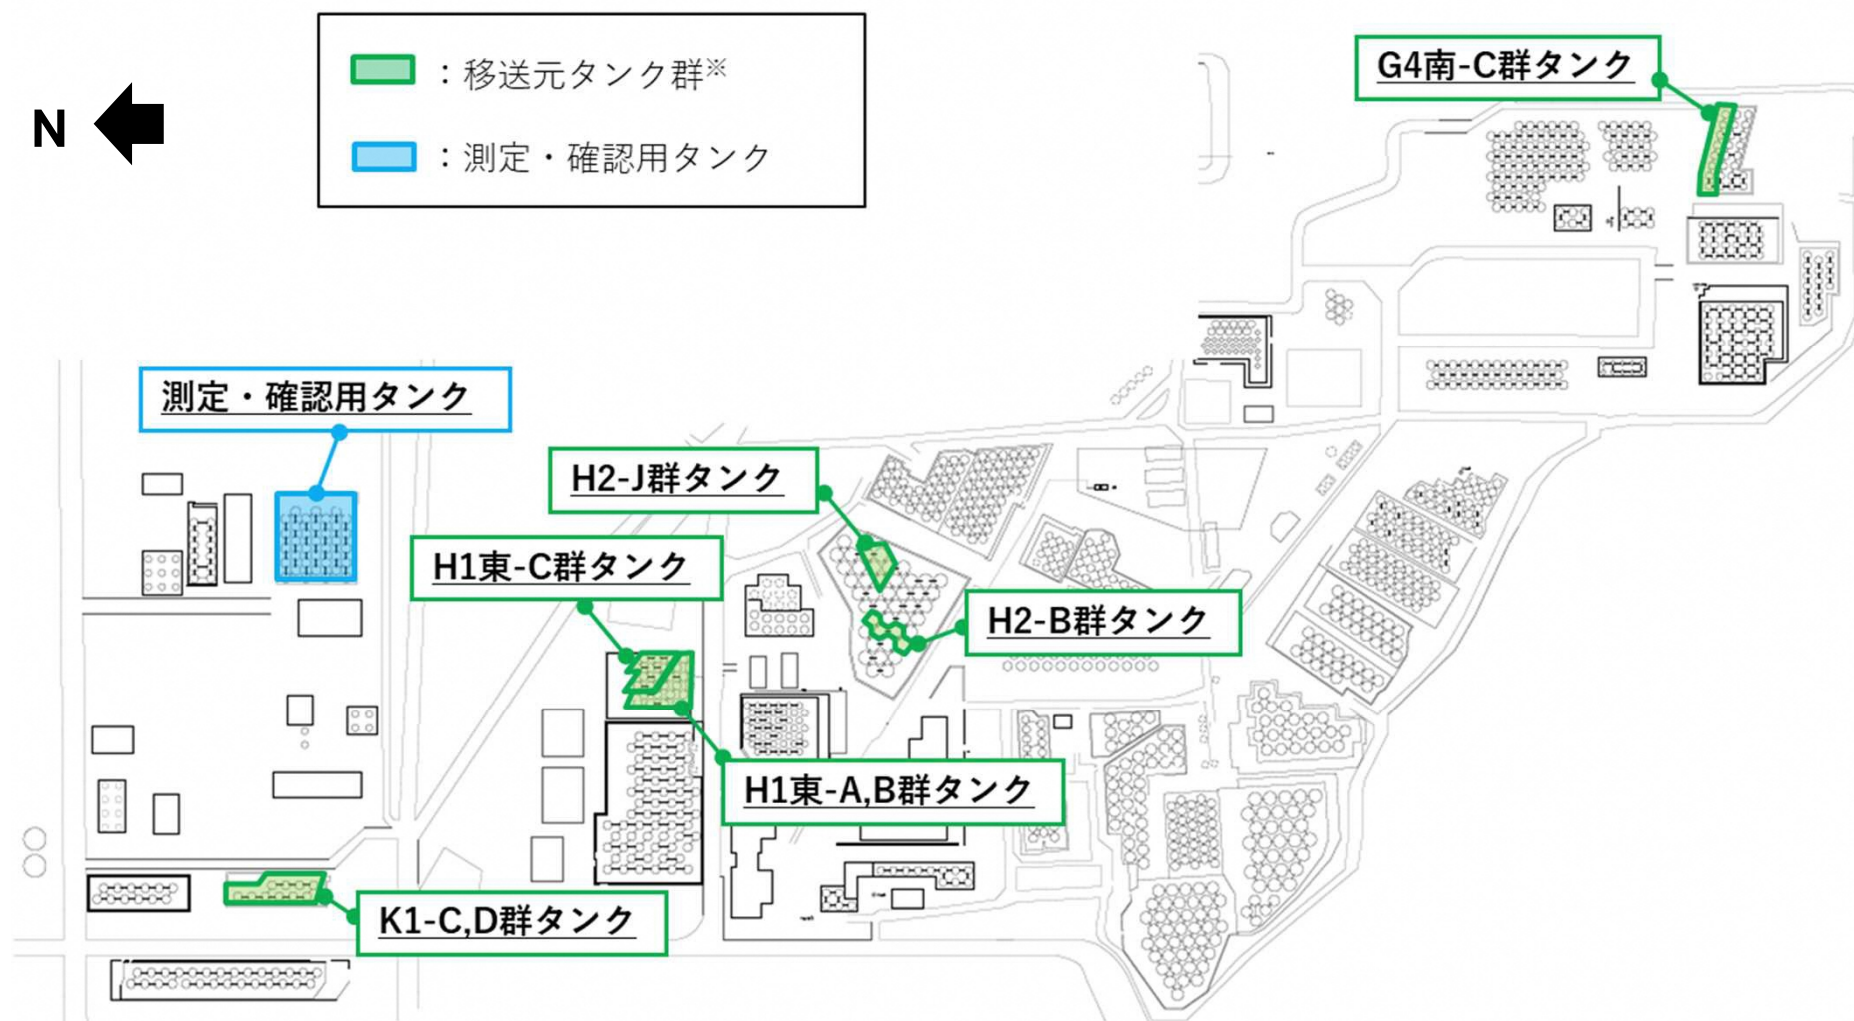 N
：移送元タンク群※
：測定・確認用タンク
G4南-C群タンク
測定・確認用タンク
H2-J群タンク
H1東-C群タンク
H2-B群タンク
H1東-A,B群タンク
K1-C,D群タンク